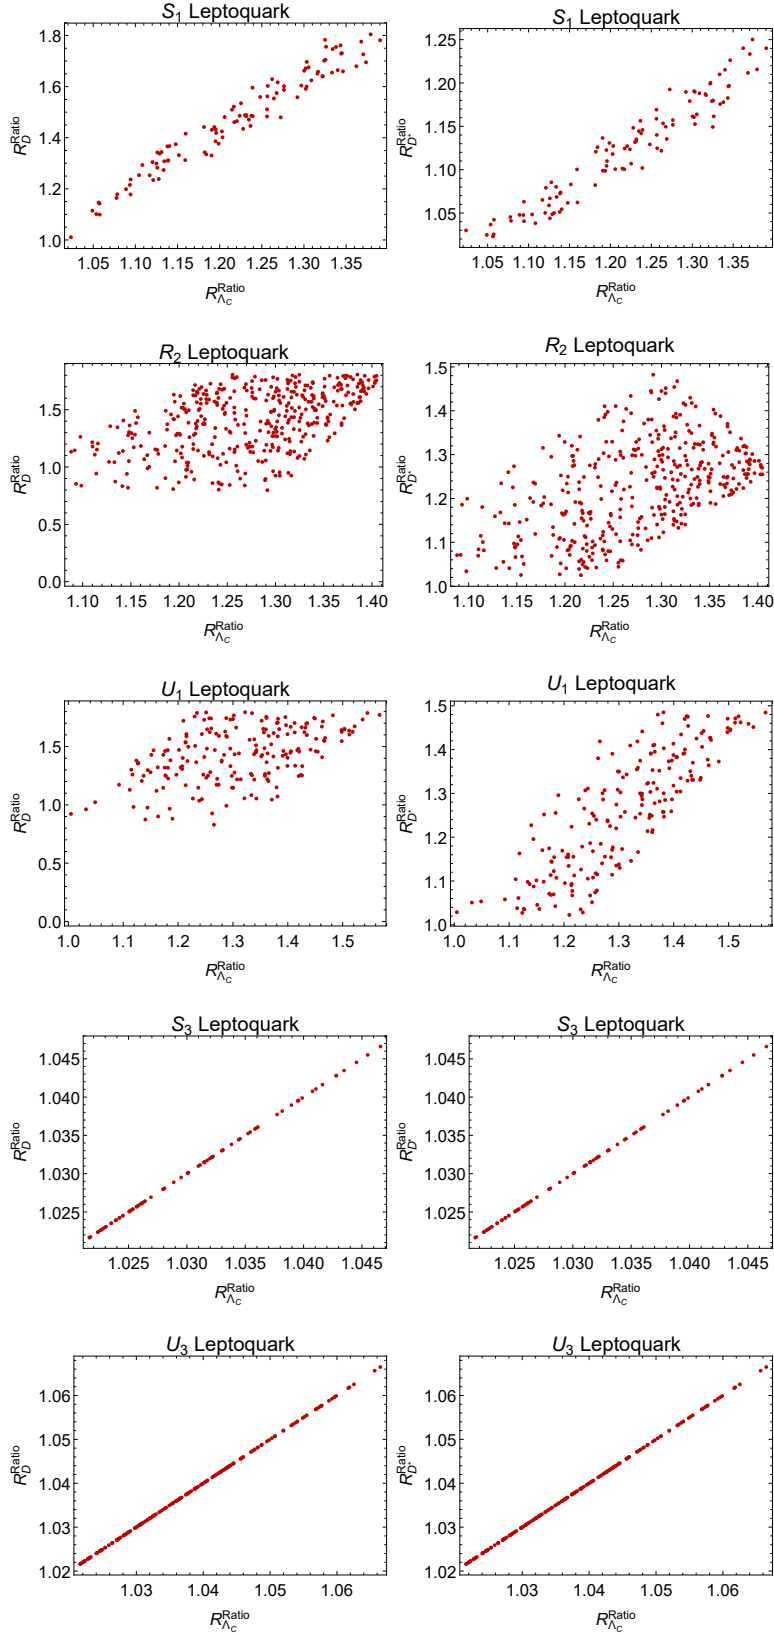 S₁ Leptoquark
R_D^Ratio
1.8
1.6
1.4
1.2
1.0
1.05 1.10 1.15 1.20 1.25 1.30 1.35
R_Λc^Ratio
S₁ Leptoquark
R_D*^Ratio
1.25
1.20
1.15
1.10
1.05
1.05 1.10 1.15 1.20 1.25 1.30 1.35
R_Λc^Ratio
R₂ Leptoquark
R_D^Ratio
1.5
1.0
0.5
0.0
1.10 1.15 1.20 1.25 1.30 1.35 1.40
R_Λc^Ratio
R₂ Leptoquark
R_D*^Ratio
1.5
1.4
1.3
1.2
1.1
1.0
1.10 1.15 1.20 1.25 1.30 1.35 1.40
R_Λc^Ratio
U₁ Leptoquark
R_D^Ratio
1.5
1.0
0.5
0.0
1.0 1.1 1.2 1.3 1.4 1.5
R_Λc^Ratio
U₁ Leptoquark
R_D*^Ratio
1.5
1.4
1.3
1.2
1.1
1.0
1.0 1.1 1.2 1.3 1.4 1.5
R_Λc^Ratio
S₃ Leptoquark
R_D^Ratio
1.045
1.040
1.035
1.030
1.025
1.025 1.030 1.035 1.040 1.045
R_Λc^Ratio
S₃ Leptoquark
R_D*^Ratio
1.045
1.040
1.035
1.030
1.025
1.025 1.030 1.035 1.040 1.045
R_Λc^Ratio
U₃ Leptoquark
R_D^Ratio
1.06
1.05
1.04
1.03
1.02
1.03 1.04 1.05 1.06
R_Λc^Ratio
U₃ Leptoquark
R_D*^Ratio
1.06
1.05
1.04
1.03
1.02
1.03 1.04 1.05 1.06
R_Λc^Ratio